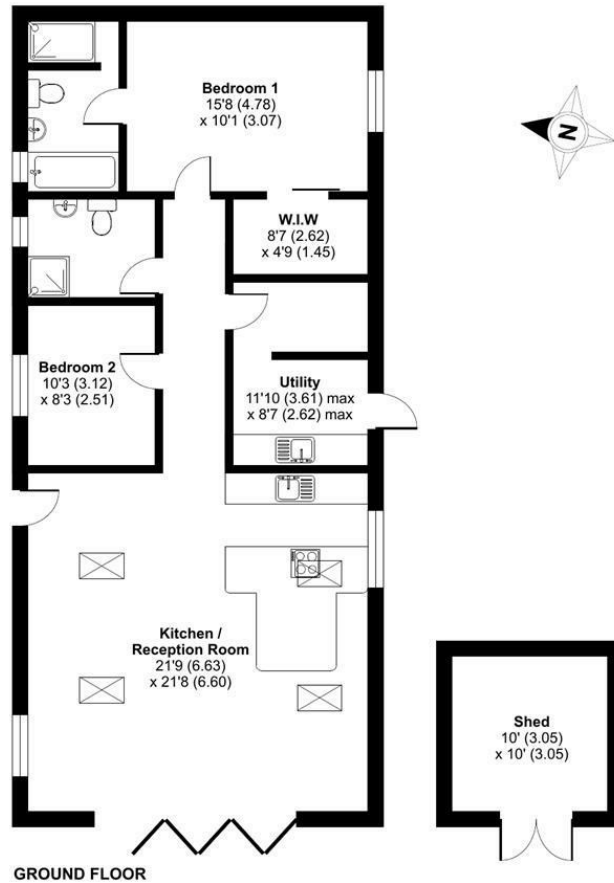 Bedroom 1
15'8 (4.78)
x 10'1 (3.07)
N
W.I.W
8'7 (2.62)
x 4'9 (1.45)
Bedroom 2
10'3 (3.12)
x 8'3 (2.51)
Utility
11'10 (3.61) max
x 8'7 (2.62) max
Kitchen /
Reception Room
21'9 (6.63)
x 21'8 (6.60)
Shed
10' (3.05)
x 10' (3.05)
GROUND FLOOR